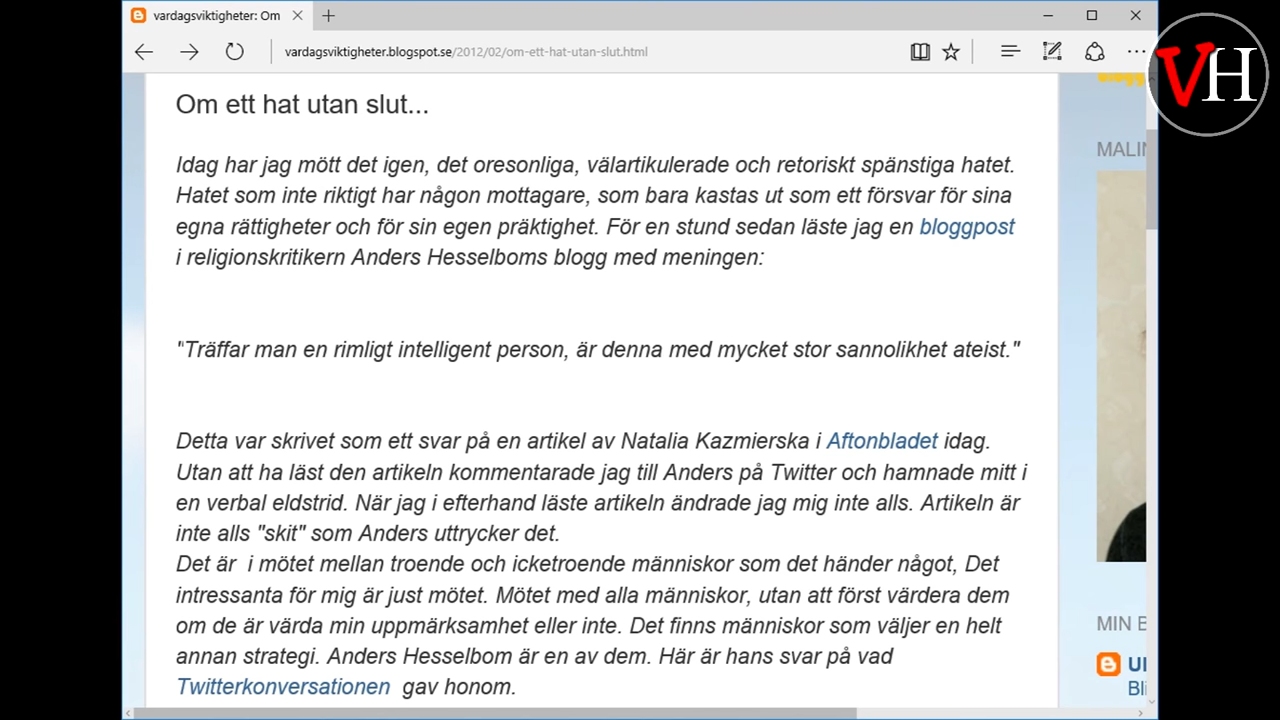 vardagsviktigheter: Om
vardagsviktigheter.blogspot.se/2012/02/om-ett-hat-utan-slut.html
VH
Om ett hat utan slut...
Idag har jag mött det igen, det oresonliga, välartikulerade och retoriskt spänstiga hatet.
Hatet som inte riktigt har någon mottagare, som bara kastas ut som ett försvar för sina
egna rättigheter och för sin egen präktighet. För en stund sedan läste jag en bloggpost
i religionskritikern Anders Hesselboms blogg med meningen:
"Träffar man en rimligt intelligent person, är denna med mycket stor sannolikhet ateist."
Detta var skrivet som ett svar på en artikel av Natalia Kazmierska i Aftonbladet idag.
Utan att ha läst den artikeln kommentarade jag till Anders på Twitter och hamnade mitt i
en verbal eldstrid. När jag i efterhand läste artikeln ändrade jag mig inte alls. Artikeln är
inte alls "skit" som Anders uttrycker det.
Det är  i mötet mellan troende och icketroende människor som det händer något, Det
intressanta för mig är just mötet. Mötet med alla människor, utan att först värdera dem
om de är värda min uppmärksamhet eller inte. Det finns människor som väljer en helt
annan strategi. Anders Hesselbom är en av dem. Här är hans svar på vad
Twitterkonversationen  gav honom.
MALIN
MIN B
Ul
Bli